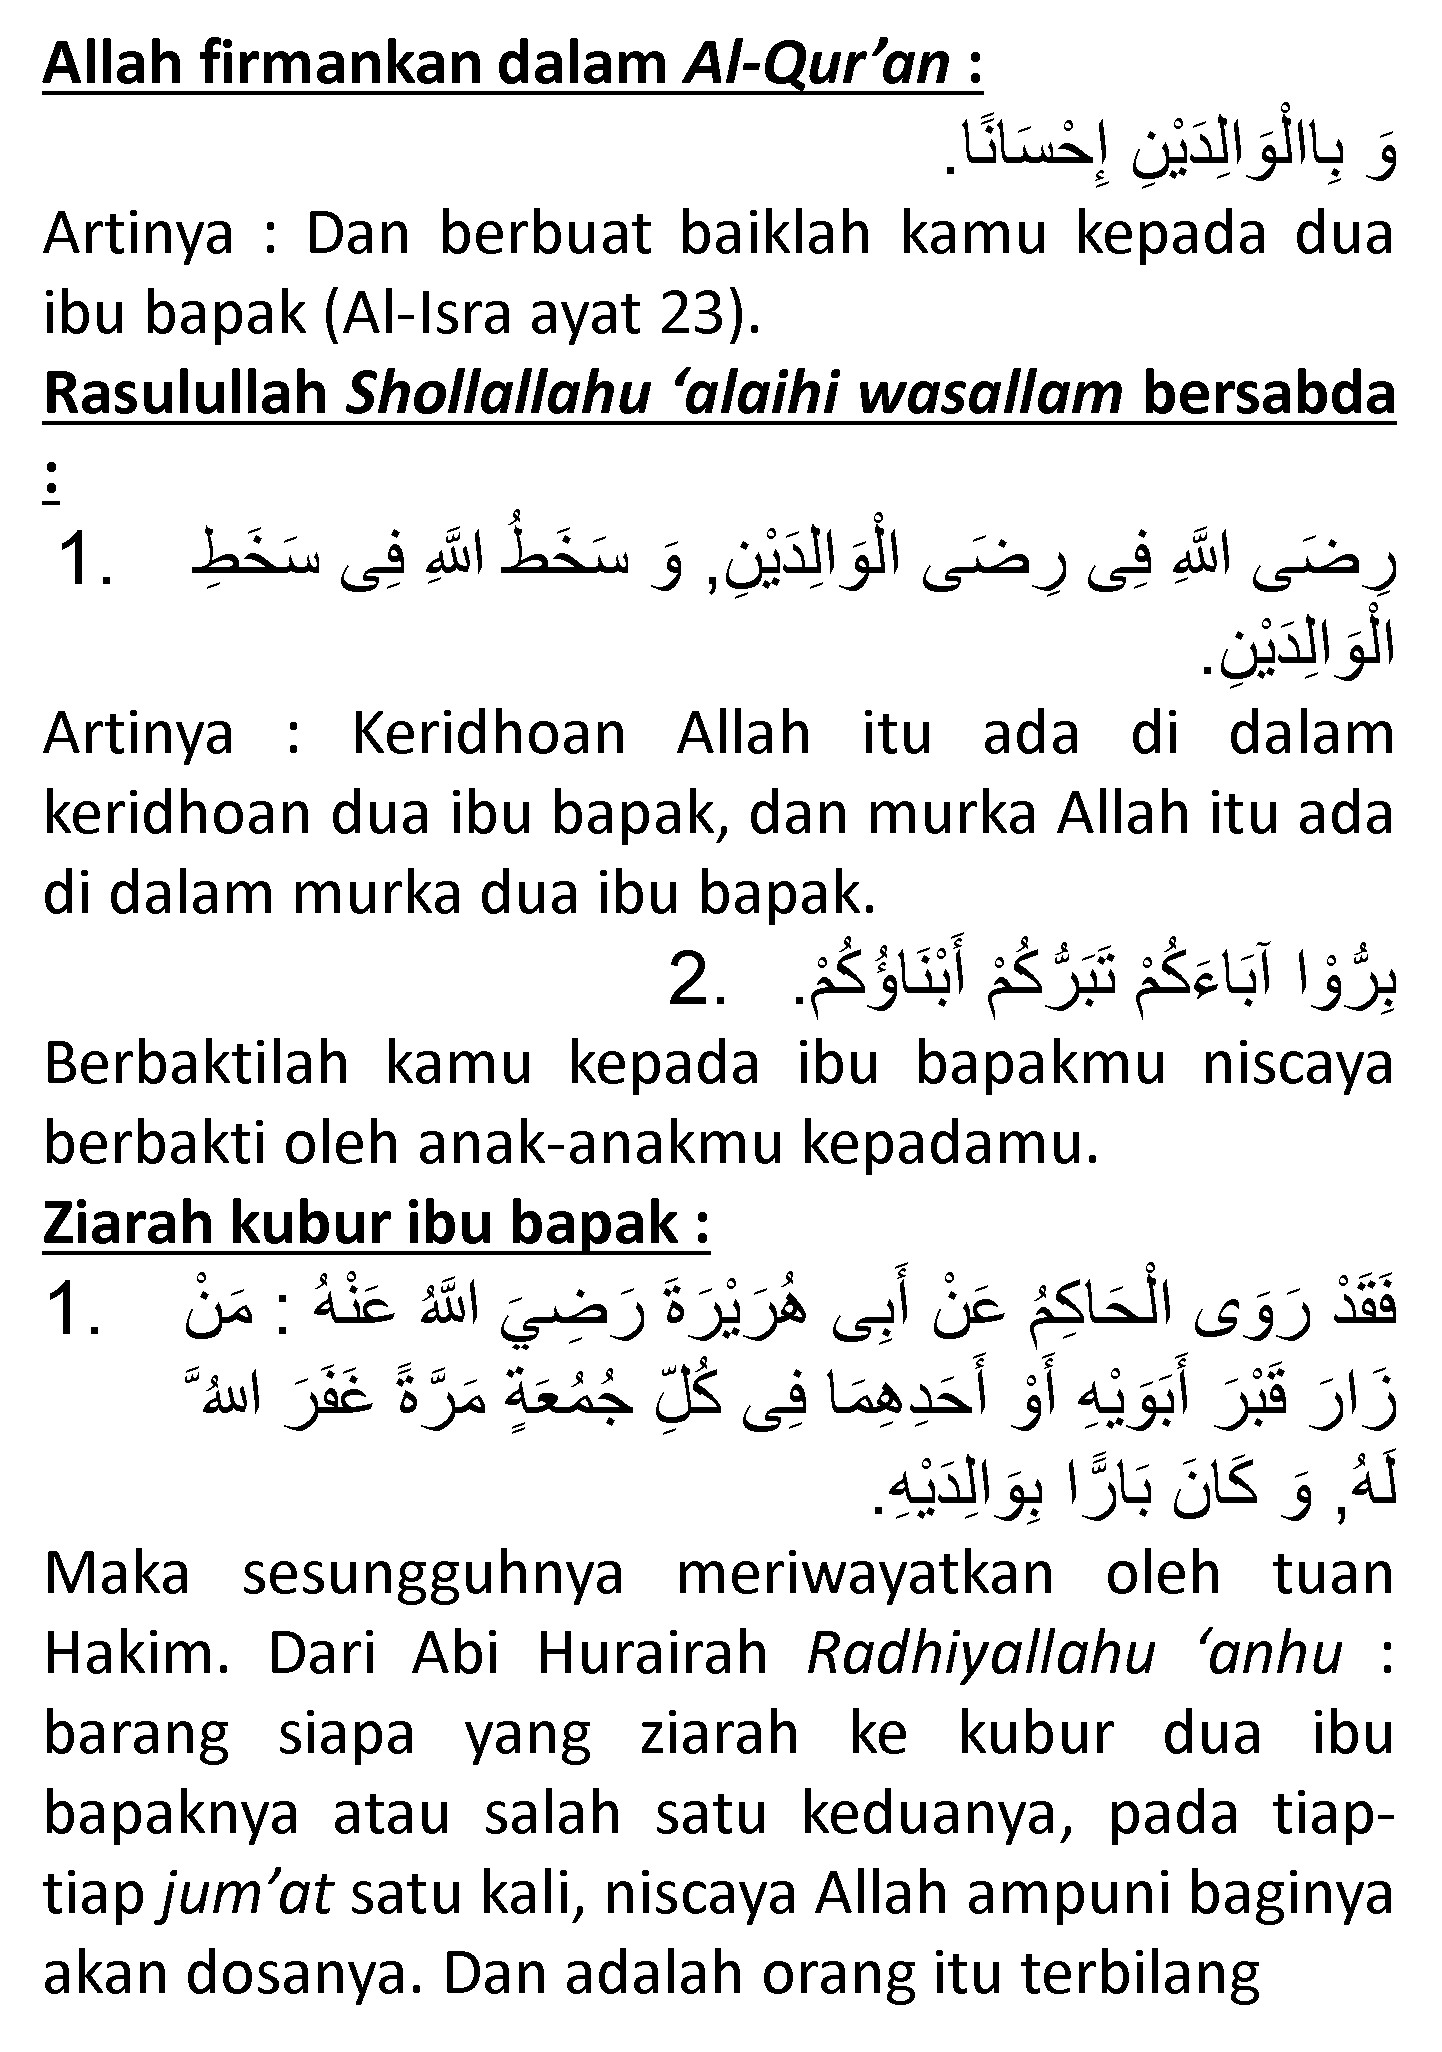 Allah firmankan dalam Al-Qur’an :
وَ بِاالْوَالِدَيْنِ إِحْسَانًا.
Artinya : Dan berbuat baiklah kamu kepada dua
ibu bapak (Al-Isra ayat 23).
Rasulullah Shollallahu ‘alaihi wasallam bersabda
:
1. رِضَى اللَّهِ فِى رِضَى الْوَالِدَيْنِ, وَ سَخَطُ اللَّهِ فِى سَخَطِ
الْوَالِدَيْنِ.
Artinya : Keridhoan Allah itu ada di dalam
keridhoan dua ibu bapak, dan murka Allah itu ada
di dalam murka dua ibu bapak.
2. بِرُّوْا آبَاءَكُمْ تَبَرُّكُمْ أَبْنَاؤُكُمْ.
Berbaktilah kamu kepada ibu bapakmu niscaya
berbakti oleh anak-anakmu kepadamu.
Ziarah kubur ibu bapak :
1. فَقَدْ رَوَى الْحَاكِمُ عَنْ أَبِى هُرَيْرَةَ رَضِيَ اللَّهُ عَنْهُ : مَنْ
زَارَ قَبْرَ أَبَوَيْهِ أَوْ أَحَدِهِمَا فِى كُلِّ جُمُعَةٍ مَرَّةً غَفَرَ اللهُ َّ
لَهُ, وَ كَانَ بَارًّا بِوَالِدَيْهِ.
Maka sesungguhnya meriwayatkan oleh tuan
Hakim. Dari Abi Hurairah Radhiyallahu ‘anhu :
barang siapa yang ziarah ke kubur dua ibu
bapaknya atau salah satu keduanya, pada tiap-
tiap jum’at satu kali, niscaya Allah ampuni baginya
akan dosanya. Dan adalah orang itu terbilang